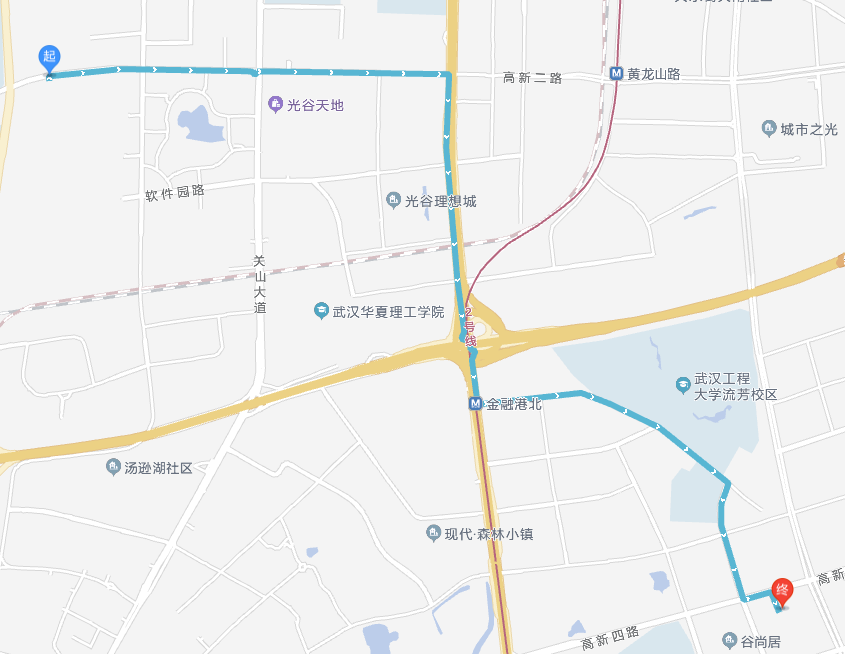 起
高新二路
M
黄龙山路
光谷天地
城市之光
软件园路
光谷理想城
关山大道
武汉华夏理工学院
2号线
武汉工程
大学流芳校区
M
金融港北
汤逊湖社区
现代·森林小镇
终
高新
高新四路
谷尚居